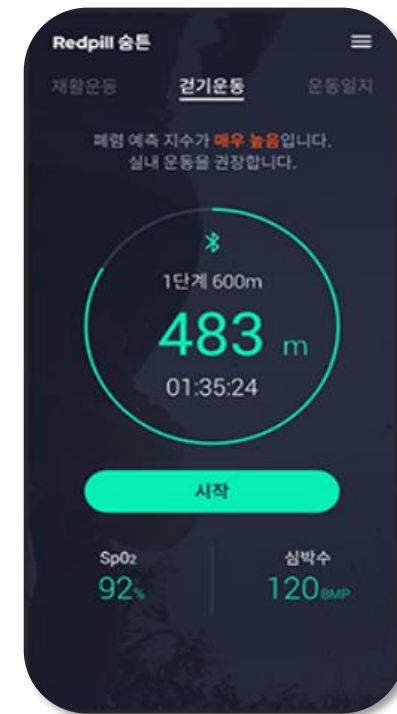 Redpill 숨튼
재활운동 걷기운동 운동일지
폐렴 예측 지수가 매우 높음입니다.
실내 운동을 권장합니다.
1단계 600m
483 m
01:35:24
시작
SpO2 심박수
92% 120 BMP